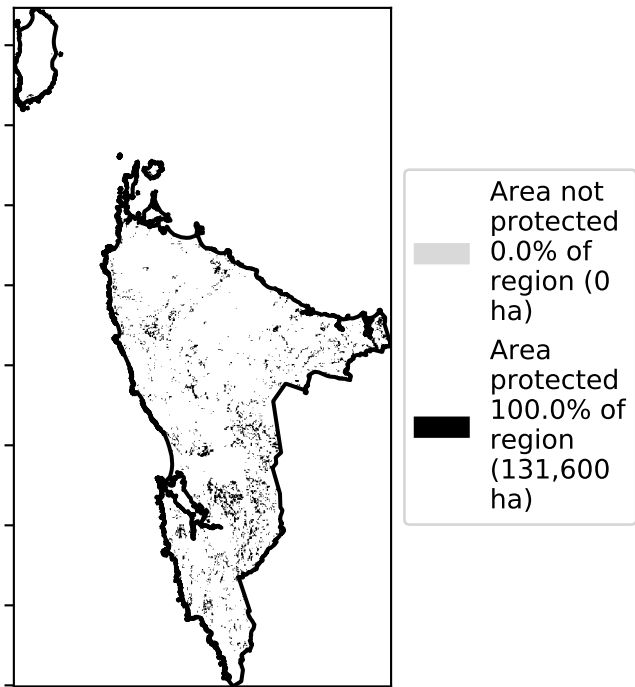 Area not
protected
0.0% of
region (0
ha)
Area
protected
100.0% of
region
(131,600
ha)